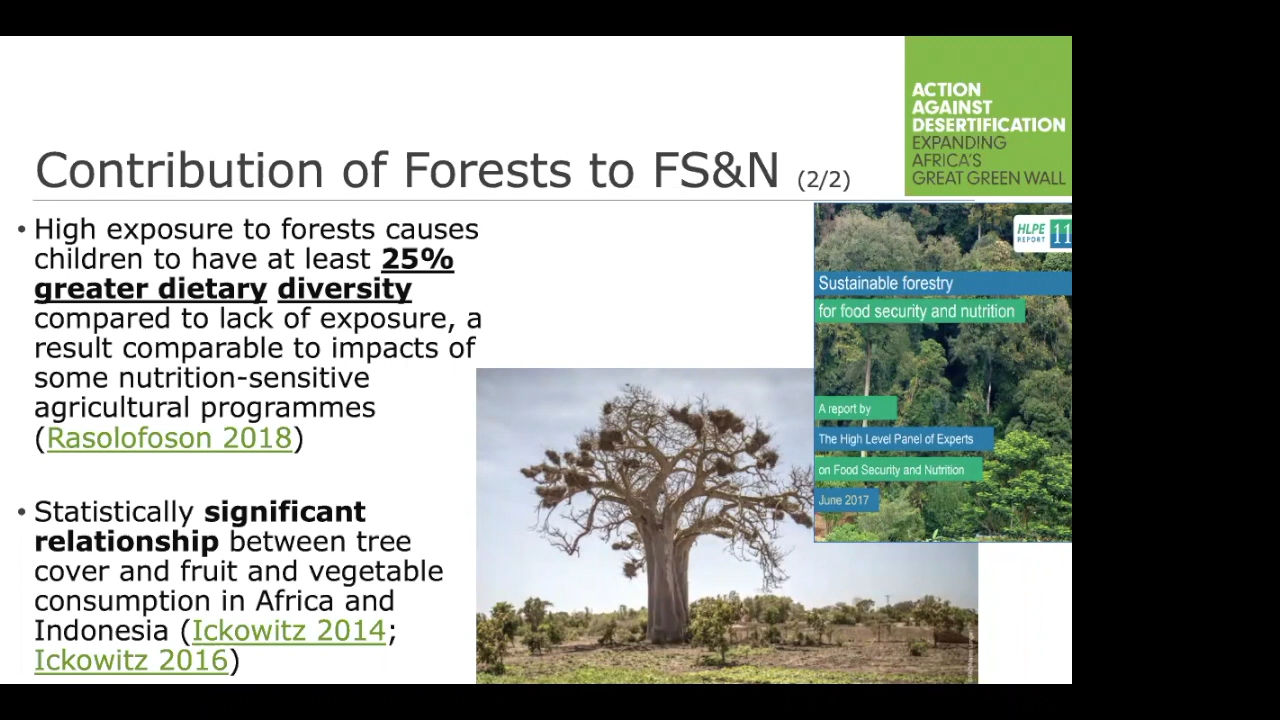 ACTION
AGAINST
DESERTIFICATION
EXPANDING
AFRICA'S
GREAT GREEN WALL
Contribution of Forests to FS&N (2/2)
• High exposure to forests causes
children to have at least 25%
greater dietary diversity
compared to lack of exposure, a
result comparable to impacts of
some nutrition-sensitive
agricultural programmes
(Rasolofoson 2018)
• Statistically significant
relationship between tree
cover and fruit and vegetable
consumption in Africa and
Indonesia (Ickowitz 2014;
Ickowitz 2016)
HLPE
REPORT 11
Sustainable forestry
for food security and nutrition
A report by
The High Level Panel of Experts
on Food Security and Nutrition
June 2017